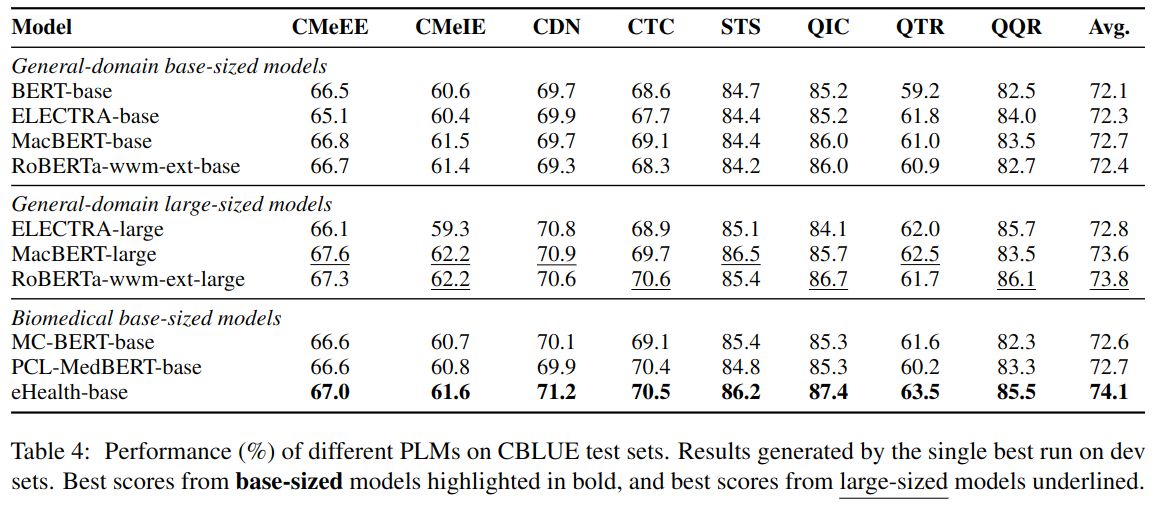 Model CMeEE CMeIE CDN CTC STS QIC QTR QQR Avg.
General-domain base-sized models
BERT-base 66.5 60.6 69.7 68.6 84.7 85.2 59.2 82.5 72.1
ELECTRA-base 65.1 60.4 69.9 67.7 84.4 85.2 61.8 84.0 72.3
MacBERT-base 66.8 61.5 69.7 69.1 84.4 86.0 61.0 83.5 72.7
RoBERTa-wwm-ext-base 66.7 61.4 69.3 68.3 84.2 86.0 60.9 82.7 72.4
General-domain large-sized models
ELECTRA-large 66.1 59.3 70.8 68.9 85.1 84.1 62.0 85.7 72.8
MacBERT-large 67.6 62.2 70.9 69.7 86.5 85.7 62.5 83.5 73.6
RoBERTa-wwm-ext-large 67.3 62.2 70.6 70.6 85.4 86.7 61.7 86.1 73.8
Biomedical base-sized models
MC-BERT-base 66.6 60.7 70.1 69.1 85.4 85.3 61.6 82.3 72.6
PCL-MedBERT-base 66.6 60.8 69.9 70.4 84.8 85.3 60.2 83.3 72.7
eHealth-base 67.0 61.6 71.2 70.5 86.2 87.4 63.5 85.5 74.1
Table 4: Performance (%) of different PLMs on CBLUE test sets. Results generated by the single best run on dev
sets. Best scores from base-sized models highlighted in bold, and best scores from large-sized models underlined.